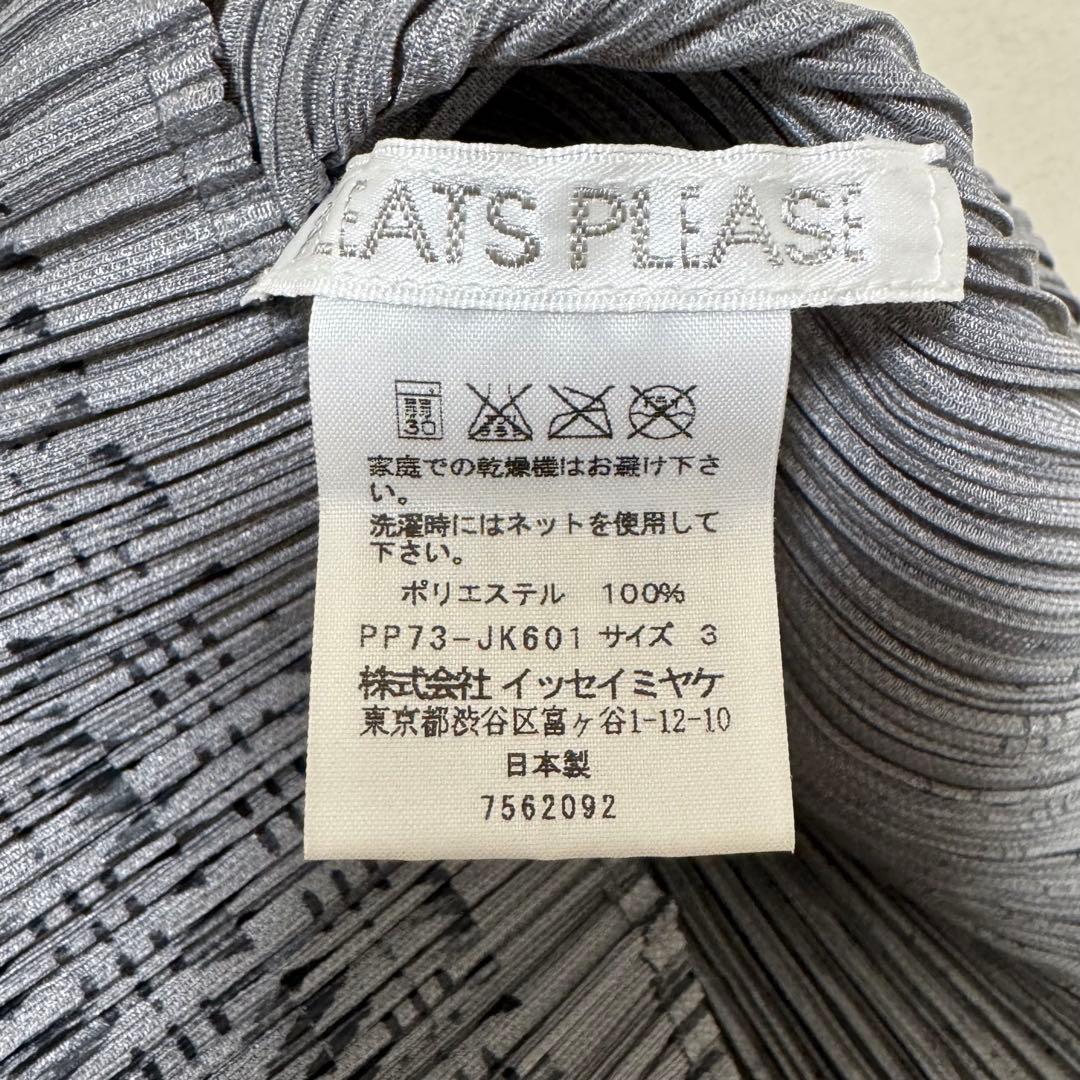 LEATS PLEASE
30
家庭での乾燥機はお避け下さ
い。
洗濯時にはネットを使用して
下さい。
ポリエステル 100%
PP73-JK601 サイズ 3
株式会社 イッセイミヤケ
東京都渋谷区富ヶ谷1-12-10
日本製
7562092